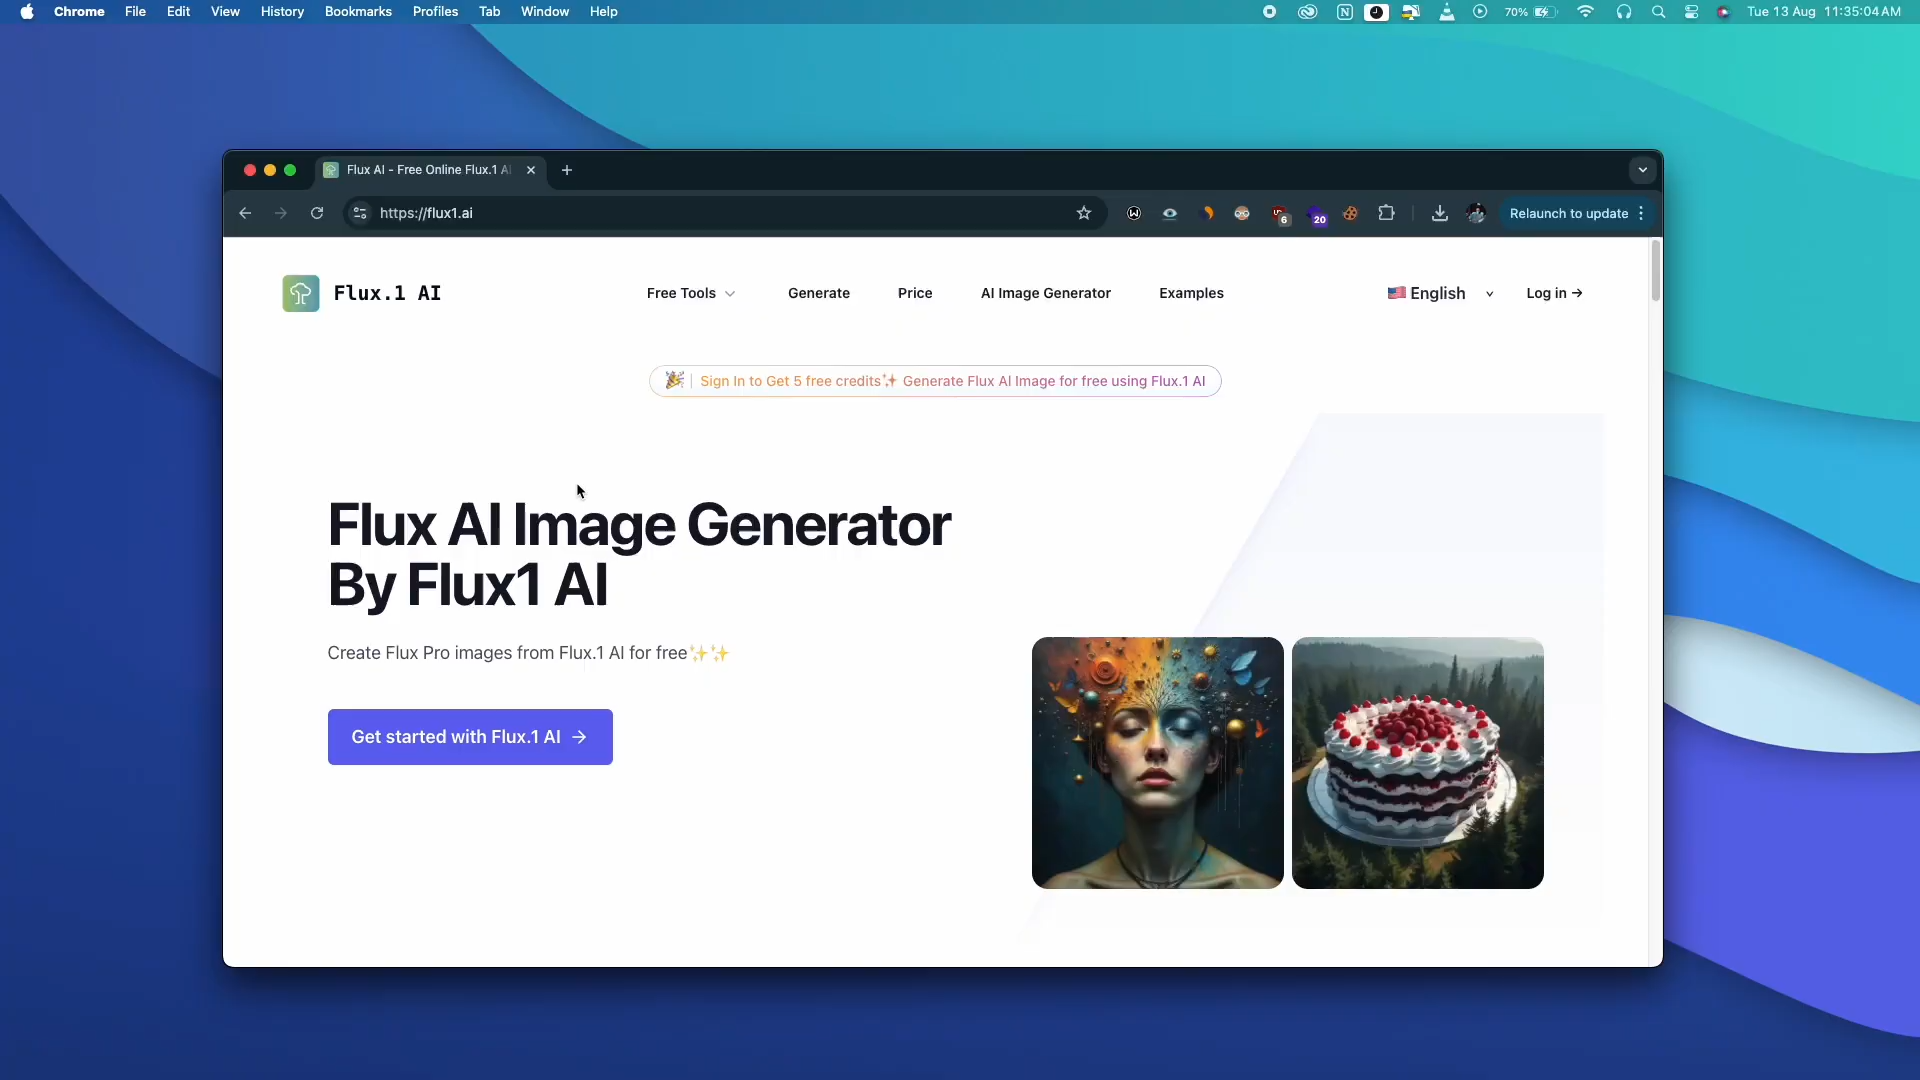 Chrome File Edit View History Bookmarks Profiles Tab Window Help 70% Tue 13 Aug 11:35:04 AM
Flux AI - Free Online Flux.1 AI
https://flux1.ai 6 20 Relaunch to update
Flux.1 AI Free Tools Generate Price AI Image Generator Examples English Log in →
🎉 | Sign In to Get 5 free credits✨ Generate Flux AI Image for free using Flux.1 AI
Flux AI Image Generator
By Flux1 AI
Create Flux Pro images from Flux.1 AI for free✨✨
Get started with Flux.1 AI →